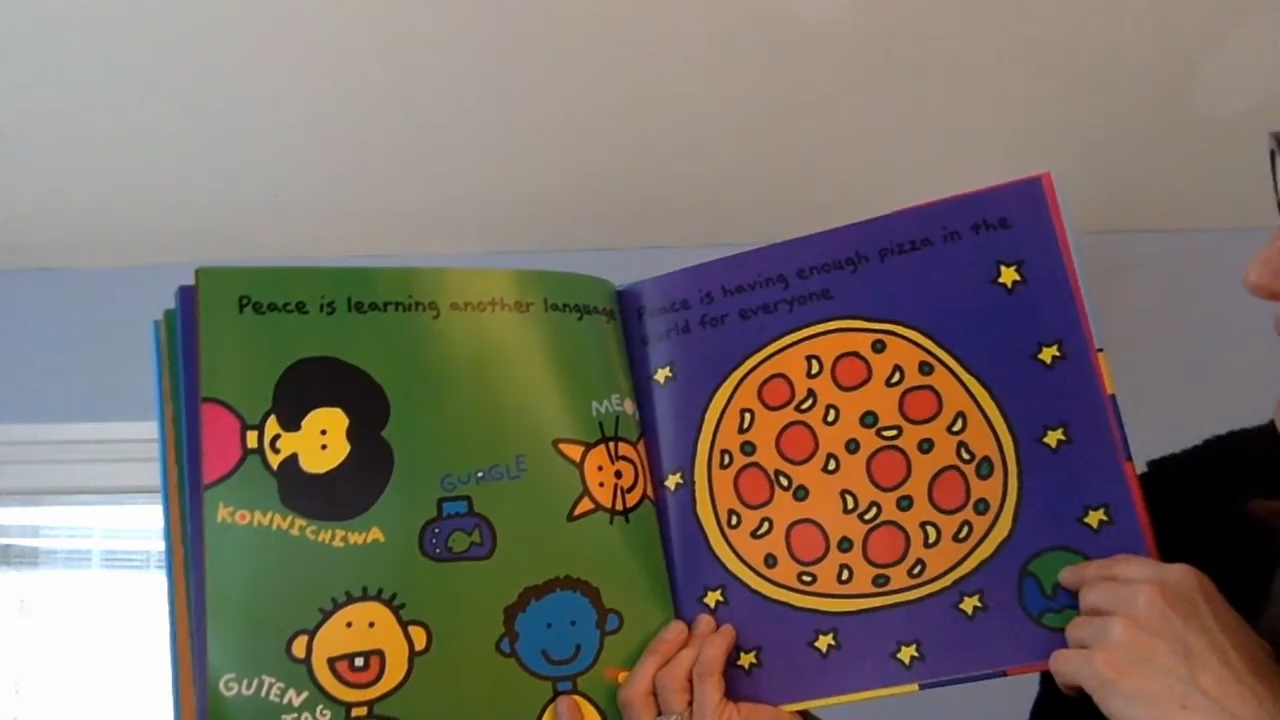 Peace is learning another language
KONNICHIWA
GURGLE
MEOW
GUTEN
TAG
Peace is having enough pizza in the
world for everyone